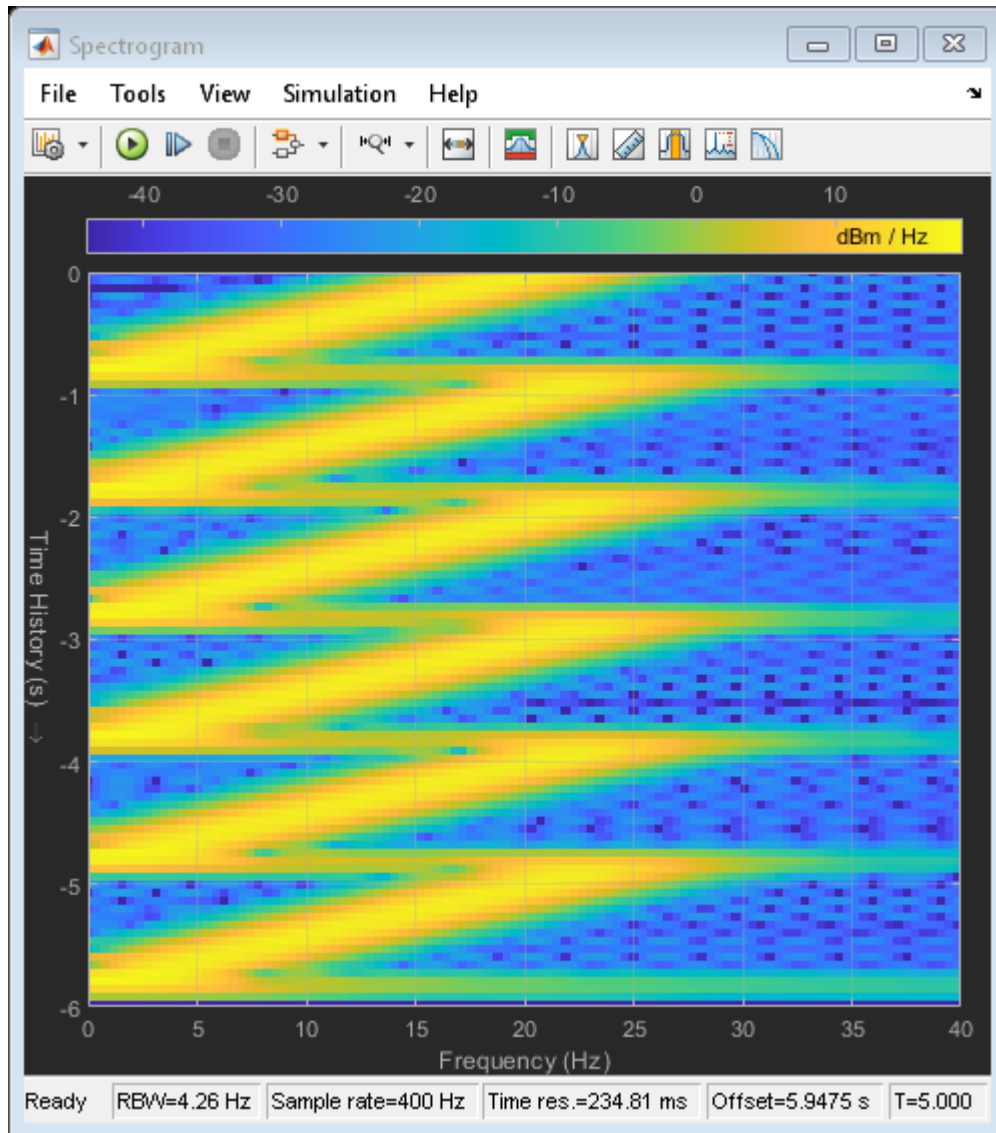 Spectrogram
File Tools View Simulation Help
-40 -30 -20 -10 0 10
dBm / Hz
0
-1
-2
-3
-4
-5
-6
Time History (s) →
0 5 10 15 20 25 30 35 40
Frequency (Hz)
Ready RBW=4.26 Hz Sample rate=400 Hz Time res.=234.81 ms Offset=5.9475 s T=5.000